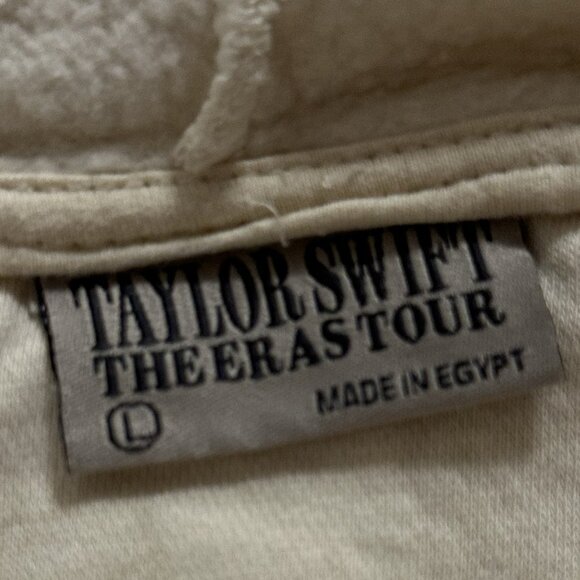 TAYLOR SWIFT
THE ERAS TOUR
L MADE IN EGYPT